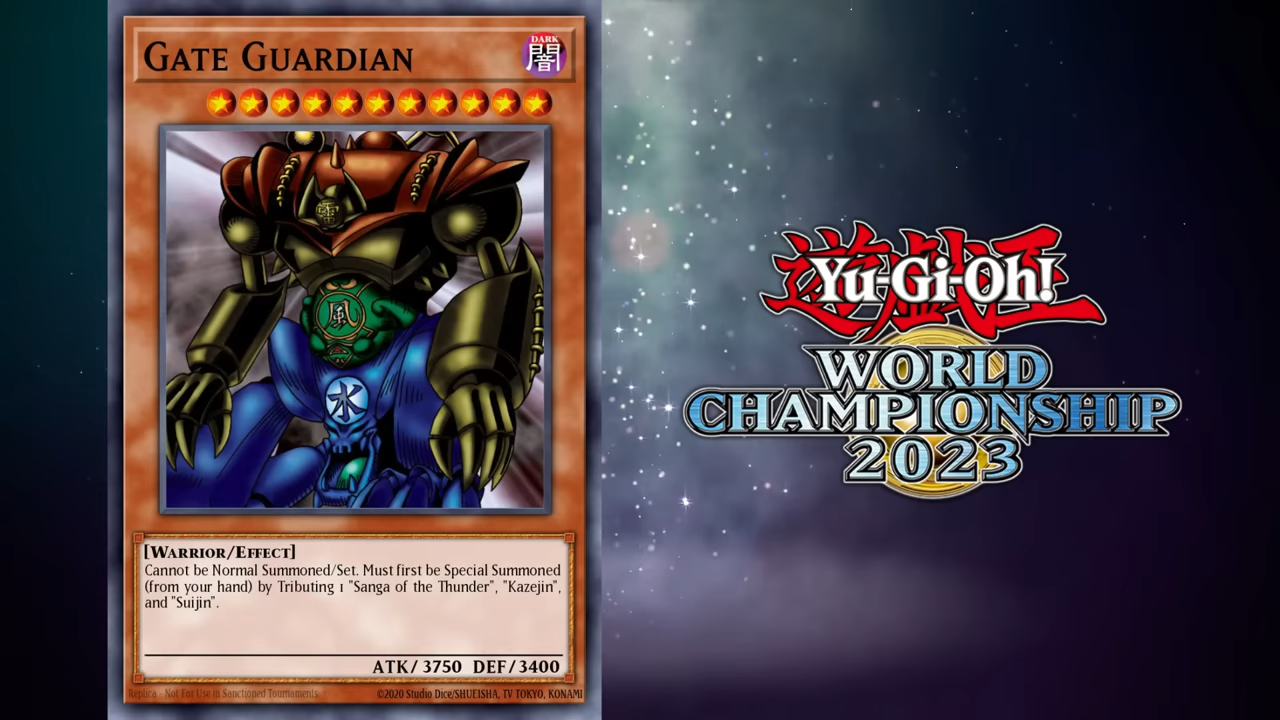 GATE GUARDIAN
DARK
闇
雷
風
水
[WARRIOR/EFFECT]
Cannot be Normal Summoned/Set. Must first be Special Summoned
(from your hand) by Tributing 1 "Sanga of the Thunder", "Kazejin",
and "Suijin".
ATK/ 3750 DEF/3400
Replica - Not For Use in Sanctioned Tournaments
©2020 Studio Dice/SHUEISHA, TV TOKYO, KONAMI
遊戯王
Yu-Gi-Oh!
WORLD
CHAMPIONSHIP
2023